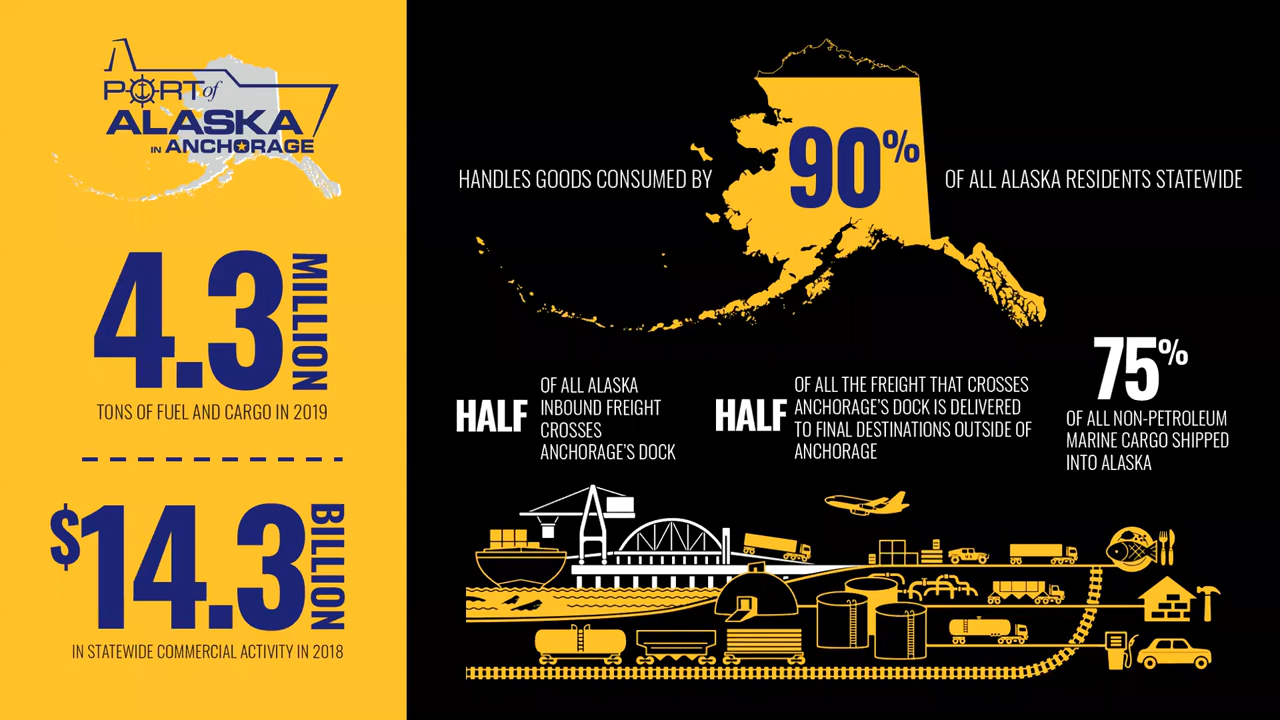 PORT of
ALASKA
IN ANCHORAGE
4.3 MILLION
TONS OF FUEL AND CARGO IN 2019
$14.3 BILLION
IN STATEWIDE COMMERCIAL ACTIVITY IN 2018
HANDLES GOODS CONSUMED BY 90% OF ALL ALASKA RESIDENTS STATEWIDE
HALF
OF ALL ALASKA
INBOUND FREIGHT
CROSSES
ANCHORAGE'S DOCK
HALF
OF ALL THE FREIGHT THAT CROSSES
ANCHORAGE'S DOCK IS DELIVERED
TO FINAL DESTINATIONS OUTSIDE OF
ANCHORAGE
75%
OF ALL NON-PETROLEUM
MARINE CARGO SHIPPED
INTO ALASKA